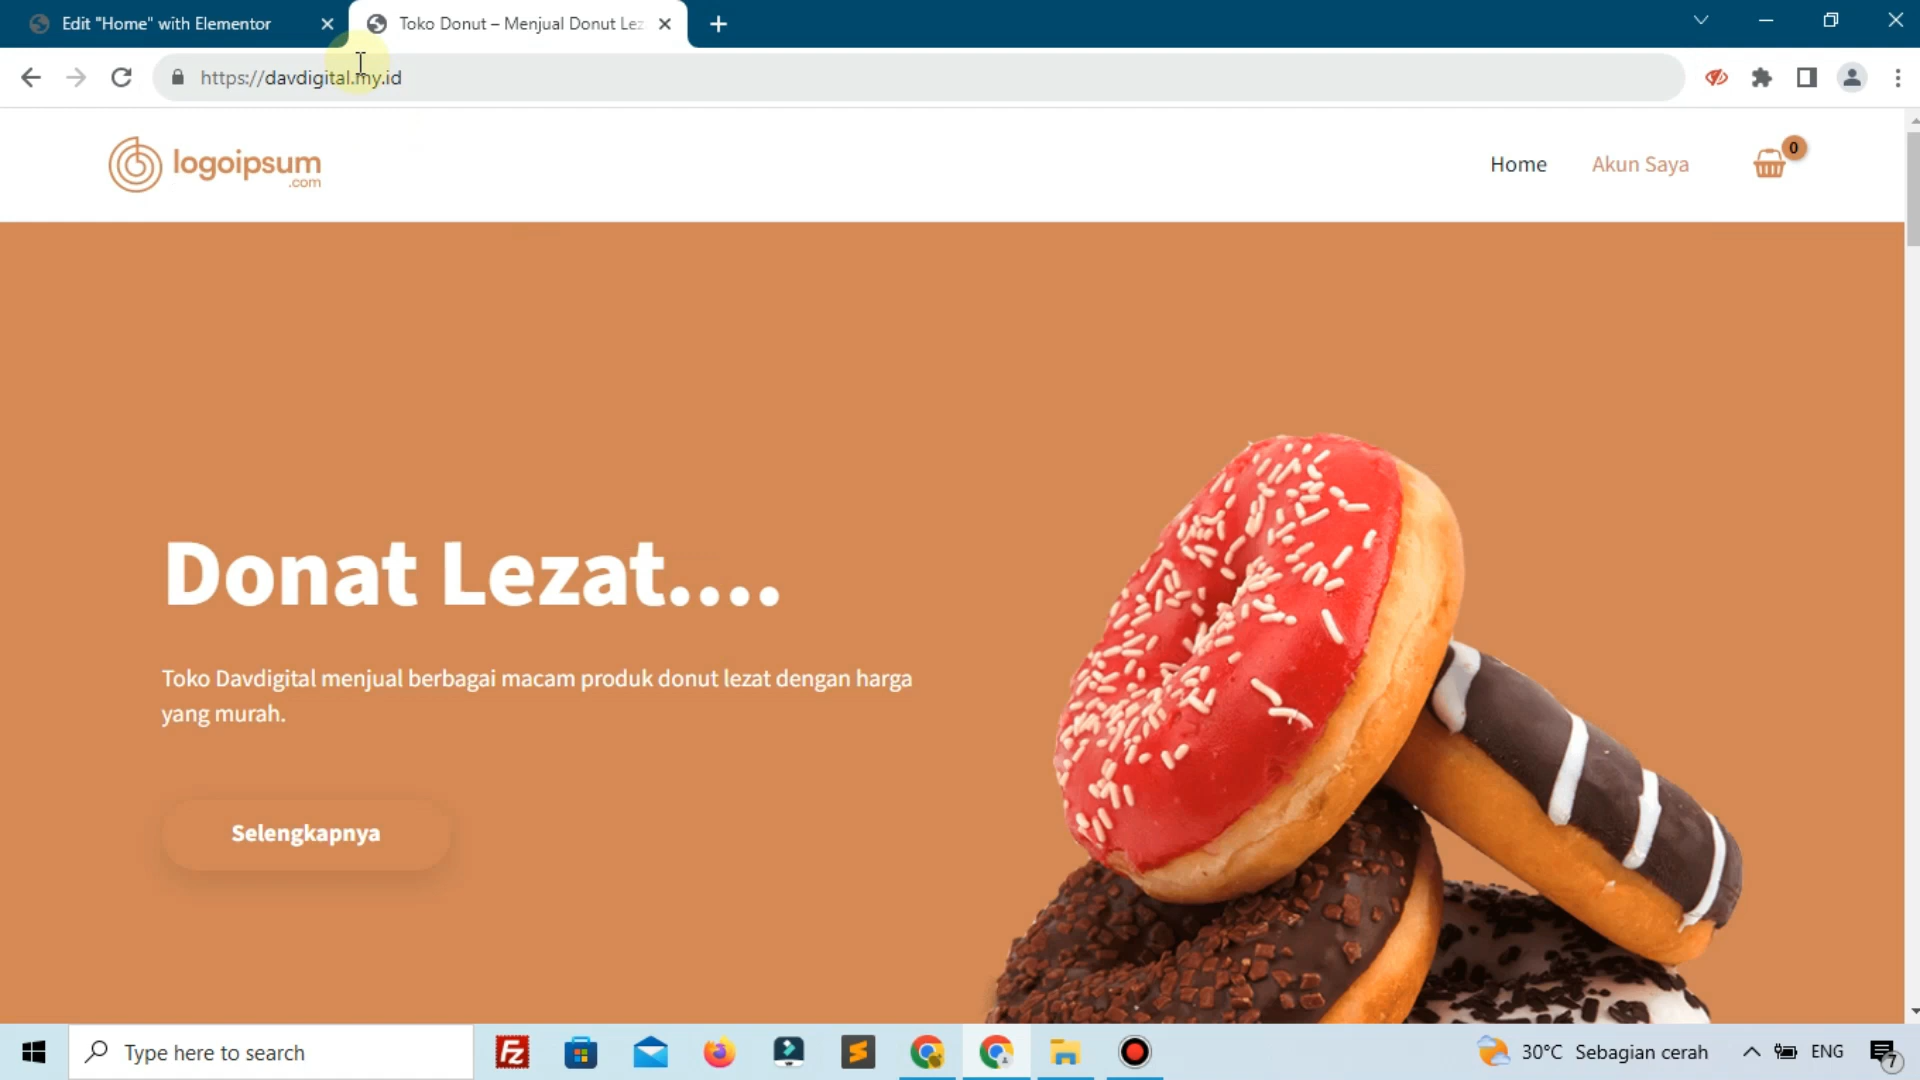 Edit "Home" with Elementor
Toko Donut – Menjual Donut Lez
https://davdigital.my.id
logoipsum
.com
Home
Akun Saya
0
Donat Lezat....
Toko Davdigital menjual berbagai macam produk donut lezat dengan harga
yang murah.
Selengkapnya
Type here to search
Fz
30°C Sebagian cerah
ENG
7